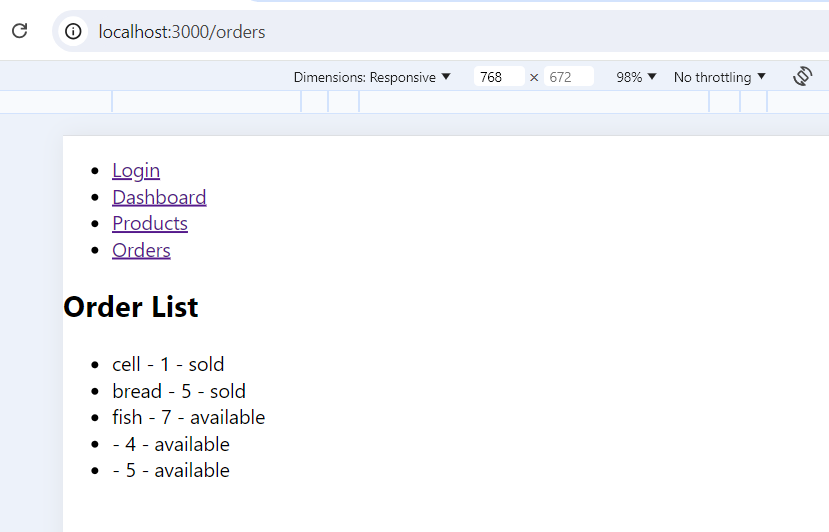 localhost:3000/orders
Dimensions: Responsive ▼ 768 × 672 98% ▼ No throttling ▼
• Login
• Dashboard
• Products
• Orders
Order List
• cell - 1 - sold
• bread - 5 - sold
• fish - 7 - available
• - 4 - available
• - 5 - available